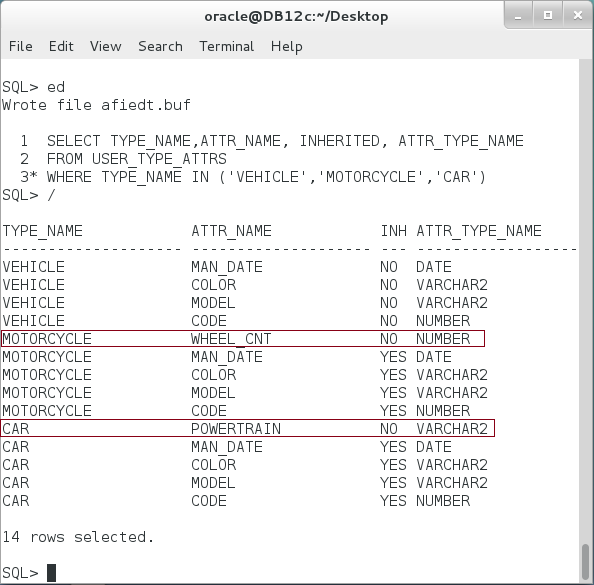 oracle@DB12c:~/Desktop
File Edit View Search Terminal Help
SQL> ed
Wrote file afiedt.buf
  1  SELECT TYPE_NAME,ATTR_NAME, INHERITED, ATTR_TYPE_NAME
  2  FROM USER_TYPE_ATTRS
  3* WHERE TYPE_NAME IN ('VEHICLE','MOTORCYCLE','CAR')
SQL> /
TYPE_NAME            ATTR_NAME            INH ATTR_TYPE_NAME
-------------------- -------------------- --- ------------------
VEHICLE              MAN_DATE             NO  DATE
VEHICLE              COLOR                NO  VARCHAR2
VEHICLE              MODEL                NO  VARCHAR2
VEHICLE              CODE                 NO  NUMBER
MOTORCYCLE           WHEEL_CNT            NO  NUMBER
MOTORCYCLE           MAN_DATE             YES DATE
MOTORCYCLE           COLOR                YES VARCHAR2
MOTORCYCLE           MODEL                YES VARCHAR2
MOTORCYCLE           CODE                 YES NUMBER
CAR                  POWERTRAIN           NO  VARCHAR2
CAR                  MAN_DATE             YES DATE
CAR                  COLOR                YES VARCHAR2
CAR                  MODEL                YES VARCHAR2
CAR                  CODE                 YES NUMBER
14 rows selected.
SQL>